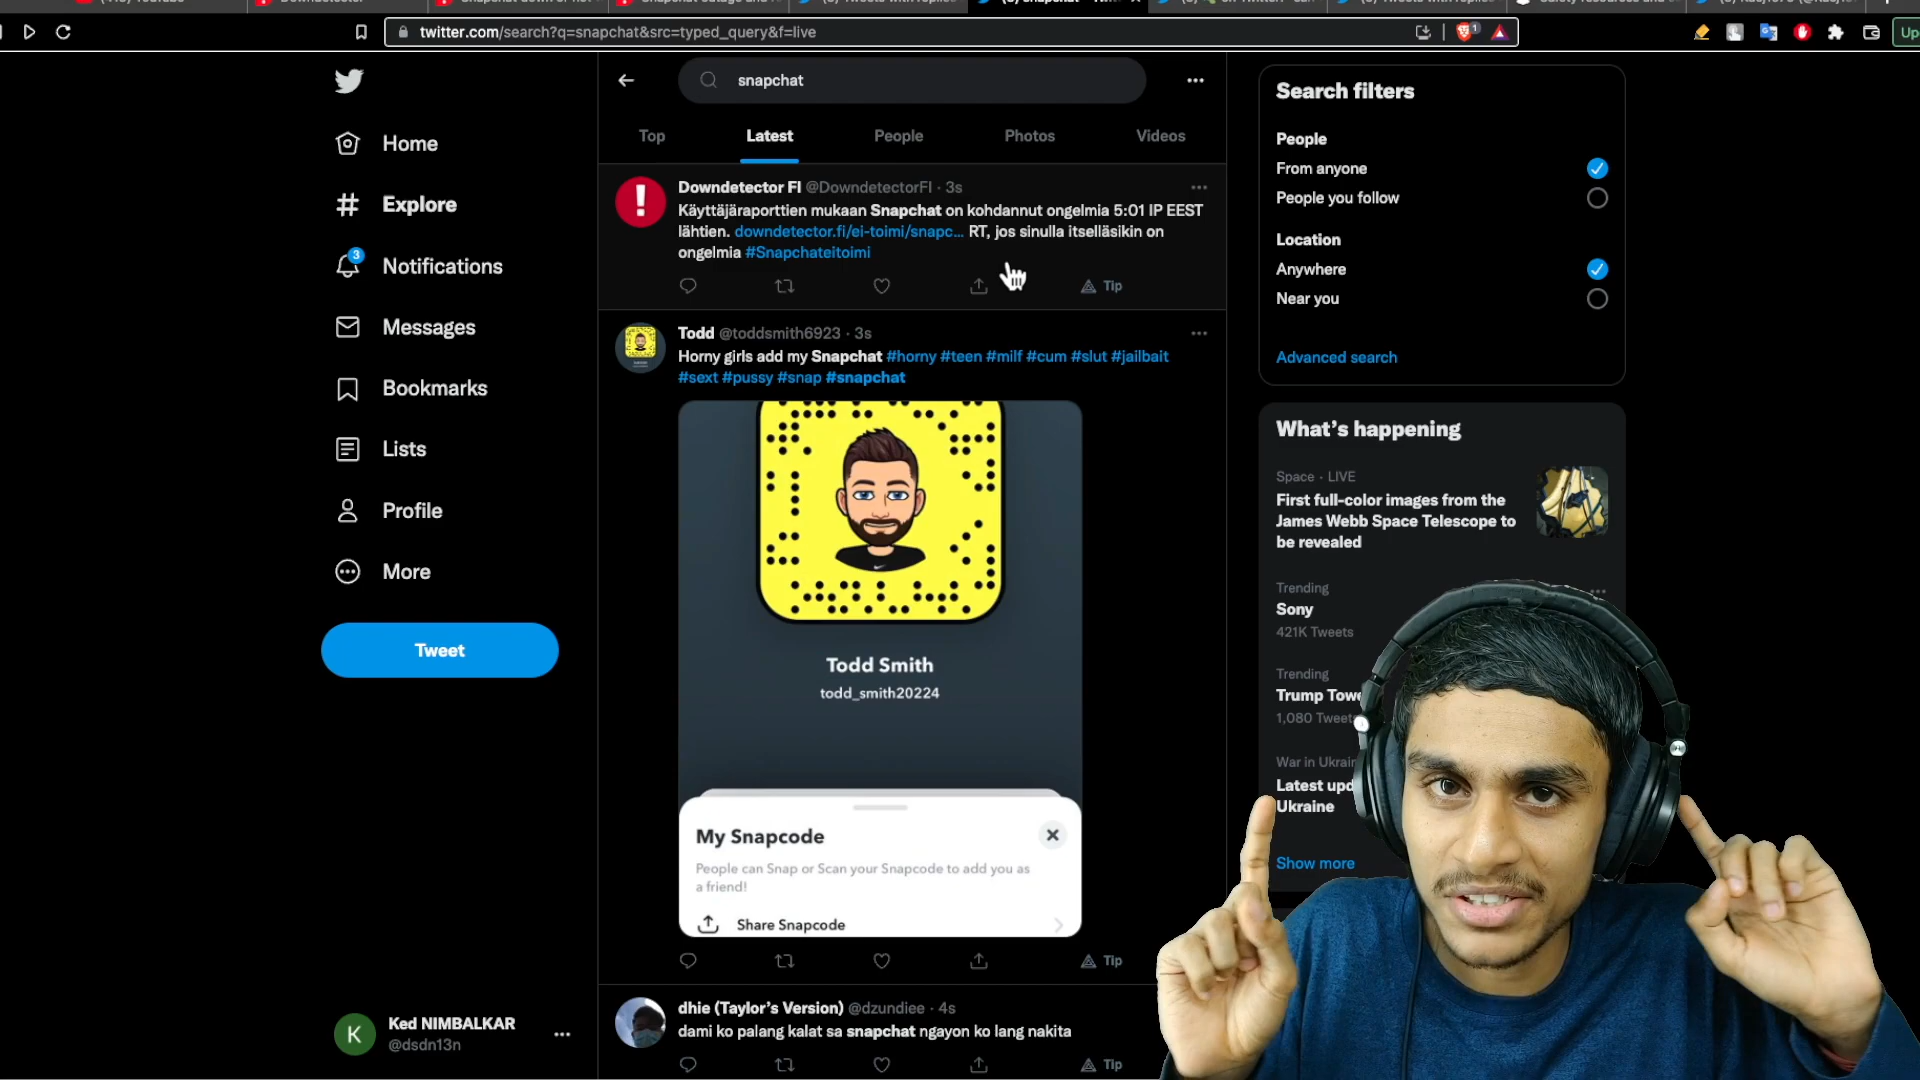 twitter.com/search?q=snapchat&src=typed_query&f=live
Up
snapchat
Home
Explore
3
Notifications
Messages
Bookmarks
Lists
Profile
More
Tweet
Ked NIMBALKAR
@dsdn13n
K
Top Latest People Photos Videos
Downdetector FI @DowndetectorFI · 3s
Käyttäjäraporttien mukaan Snapchat on kohdannut ongelmia 5:01 IP EEST
lähtien. downdetector.fi/ei-toimi/snapc... RT, jos sinulla itselläsikin on
ongelmia #Snapchateitoimi
Tip
Todd @toddsmith6923 · 3s
Horny girls add my Snapchat #horny #teen #milf #cum #slut #jailbait
#sext #pussy #snap #snapchat
Todd Smith
todd_smith20224
My Snapcode
People can Snap or Scan your Snapcode to add you as
a friend!
Share Snapcode
Tip
dhie (Taylor's Version) @dzundiee · 4s
dami ko palang kalat sa snapchat ngayon ko lang nakita
Tip
Search filters
People
From anyone
People you follow
Location
Anywhere
Near you
Advanced search
What's happening
Space · LIVE
First full-color images from the
James Webb Space Telescope to
be revealed
Trending
Sony
421K Tweets
Trending
Trump Towe
1,080 Tweets
War in Ukrain
Latest upd
Ukraine
Show more